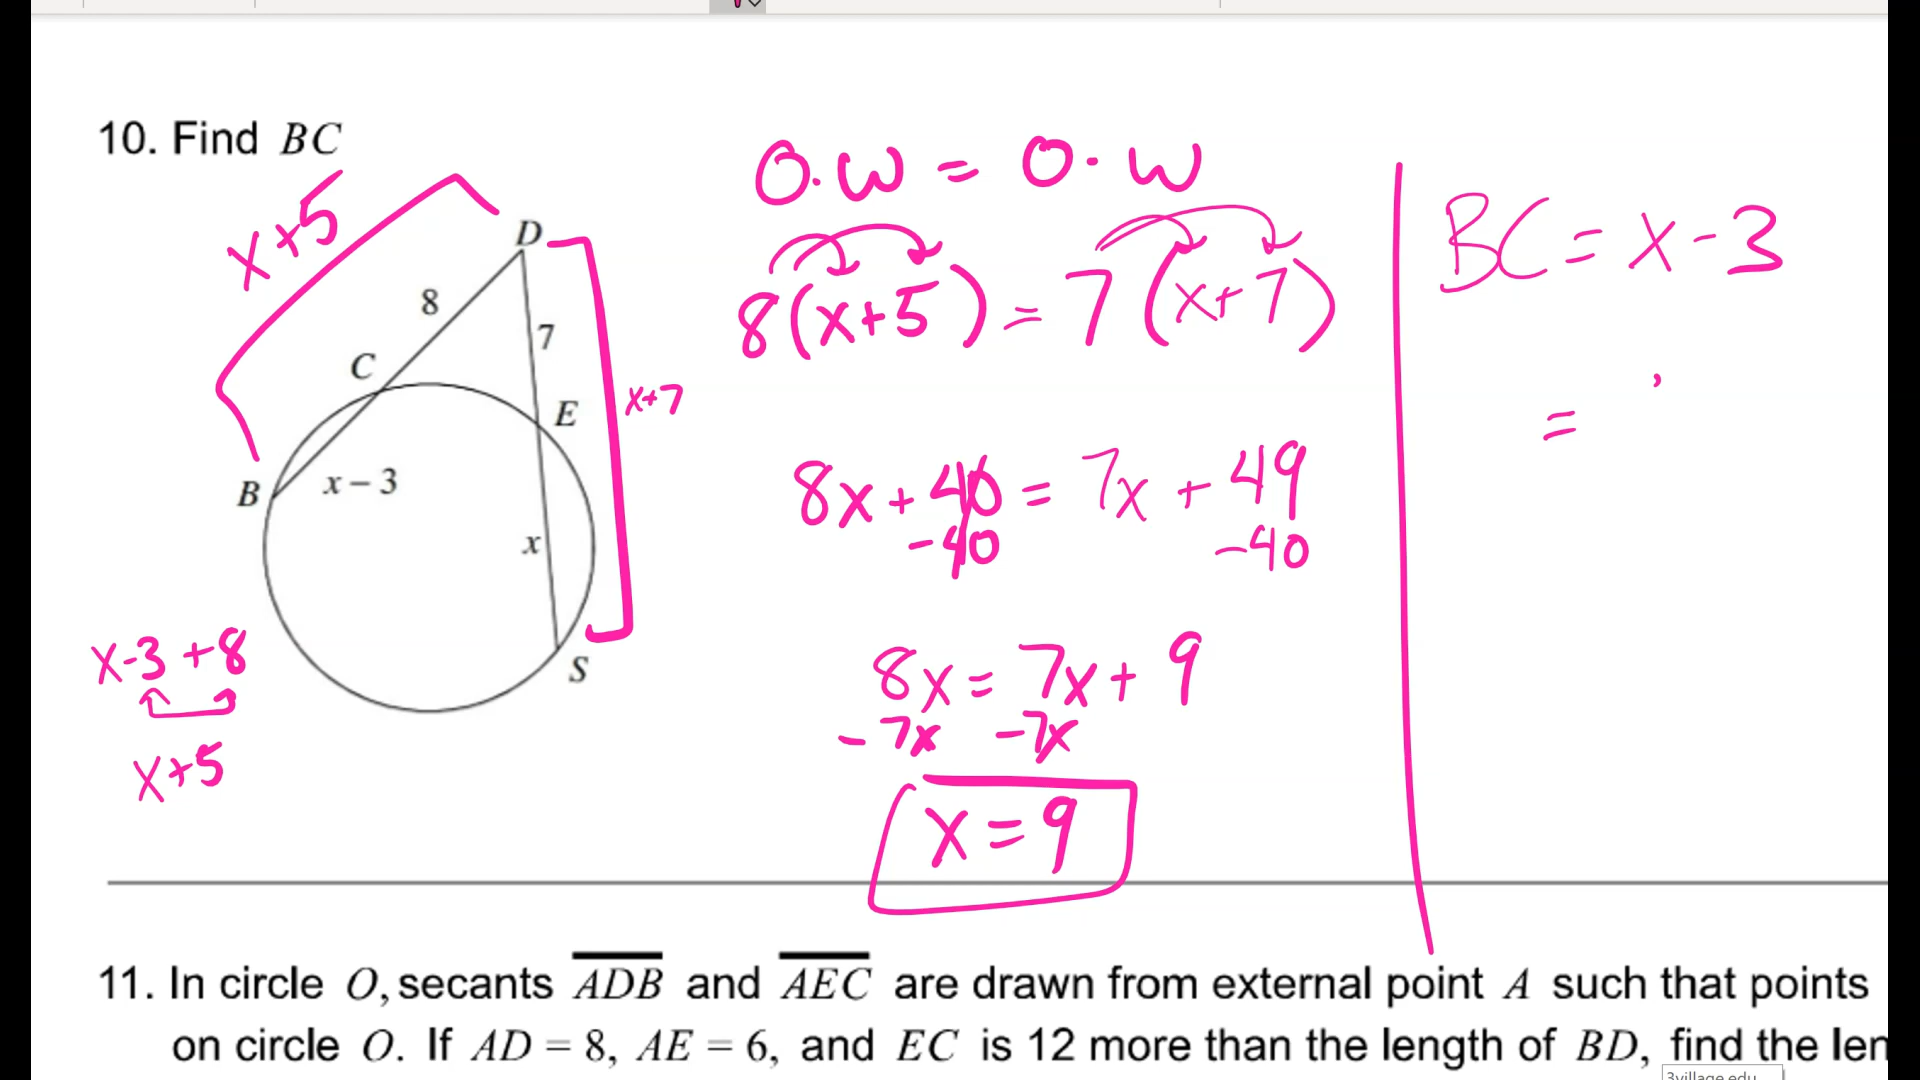 10. Find BC
O·W = O·W
BC = x-3
x+5
D
8(x+5) = 7(x+7)
8
7
C
x+7
E
=
8x+40 = 7x+49
-40 -40
B
x – 3
x
x-3+8
8x = 7x+9
S
-7x -7x
x+5
x=9
11. In circle O, secants ADB and AEC are drawn from external point A such that points
on circle O. If AD = 8, AE = 6, and EC is 12 more than the length of BD, find the len